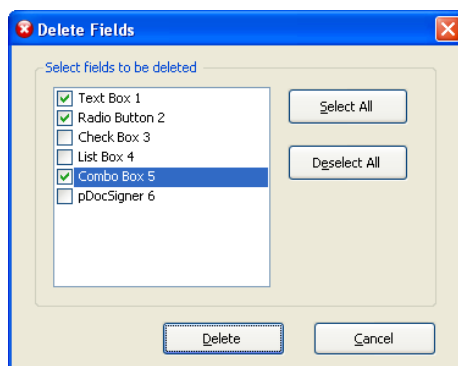 Delete Fields
Select fields to be deleted
Text Box 1
Radio Button 2
Check Box 3
List Box 4
Combo Box 5
pDocSigner 6
Select All
Deselect All
Delete
Cancel